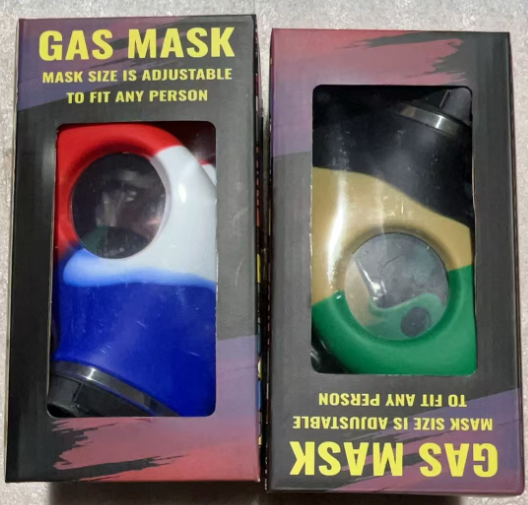 GAS MASK
MASK SIZE IS ADJUSTABLE
TO FIT ANY PERSON
GAS MASK
MASK SIZE IS ADJUSTABLE
TO FIT ANY PERSON